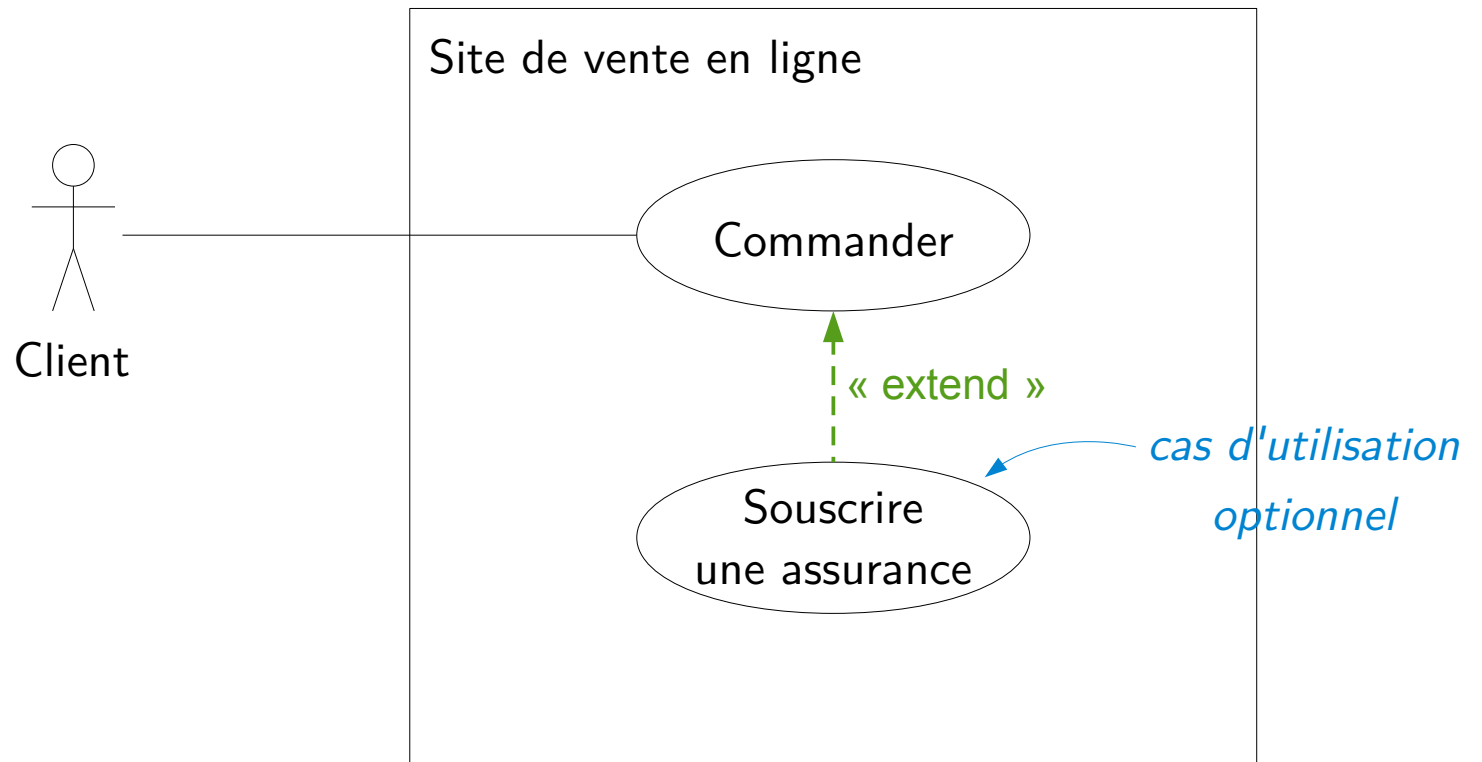 Site de vente en ligne
Commander
Client
« extend »
cas d'utilisation
optionnel
Souscrire
une assurance